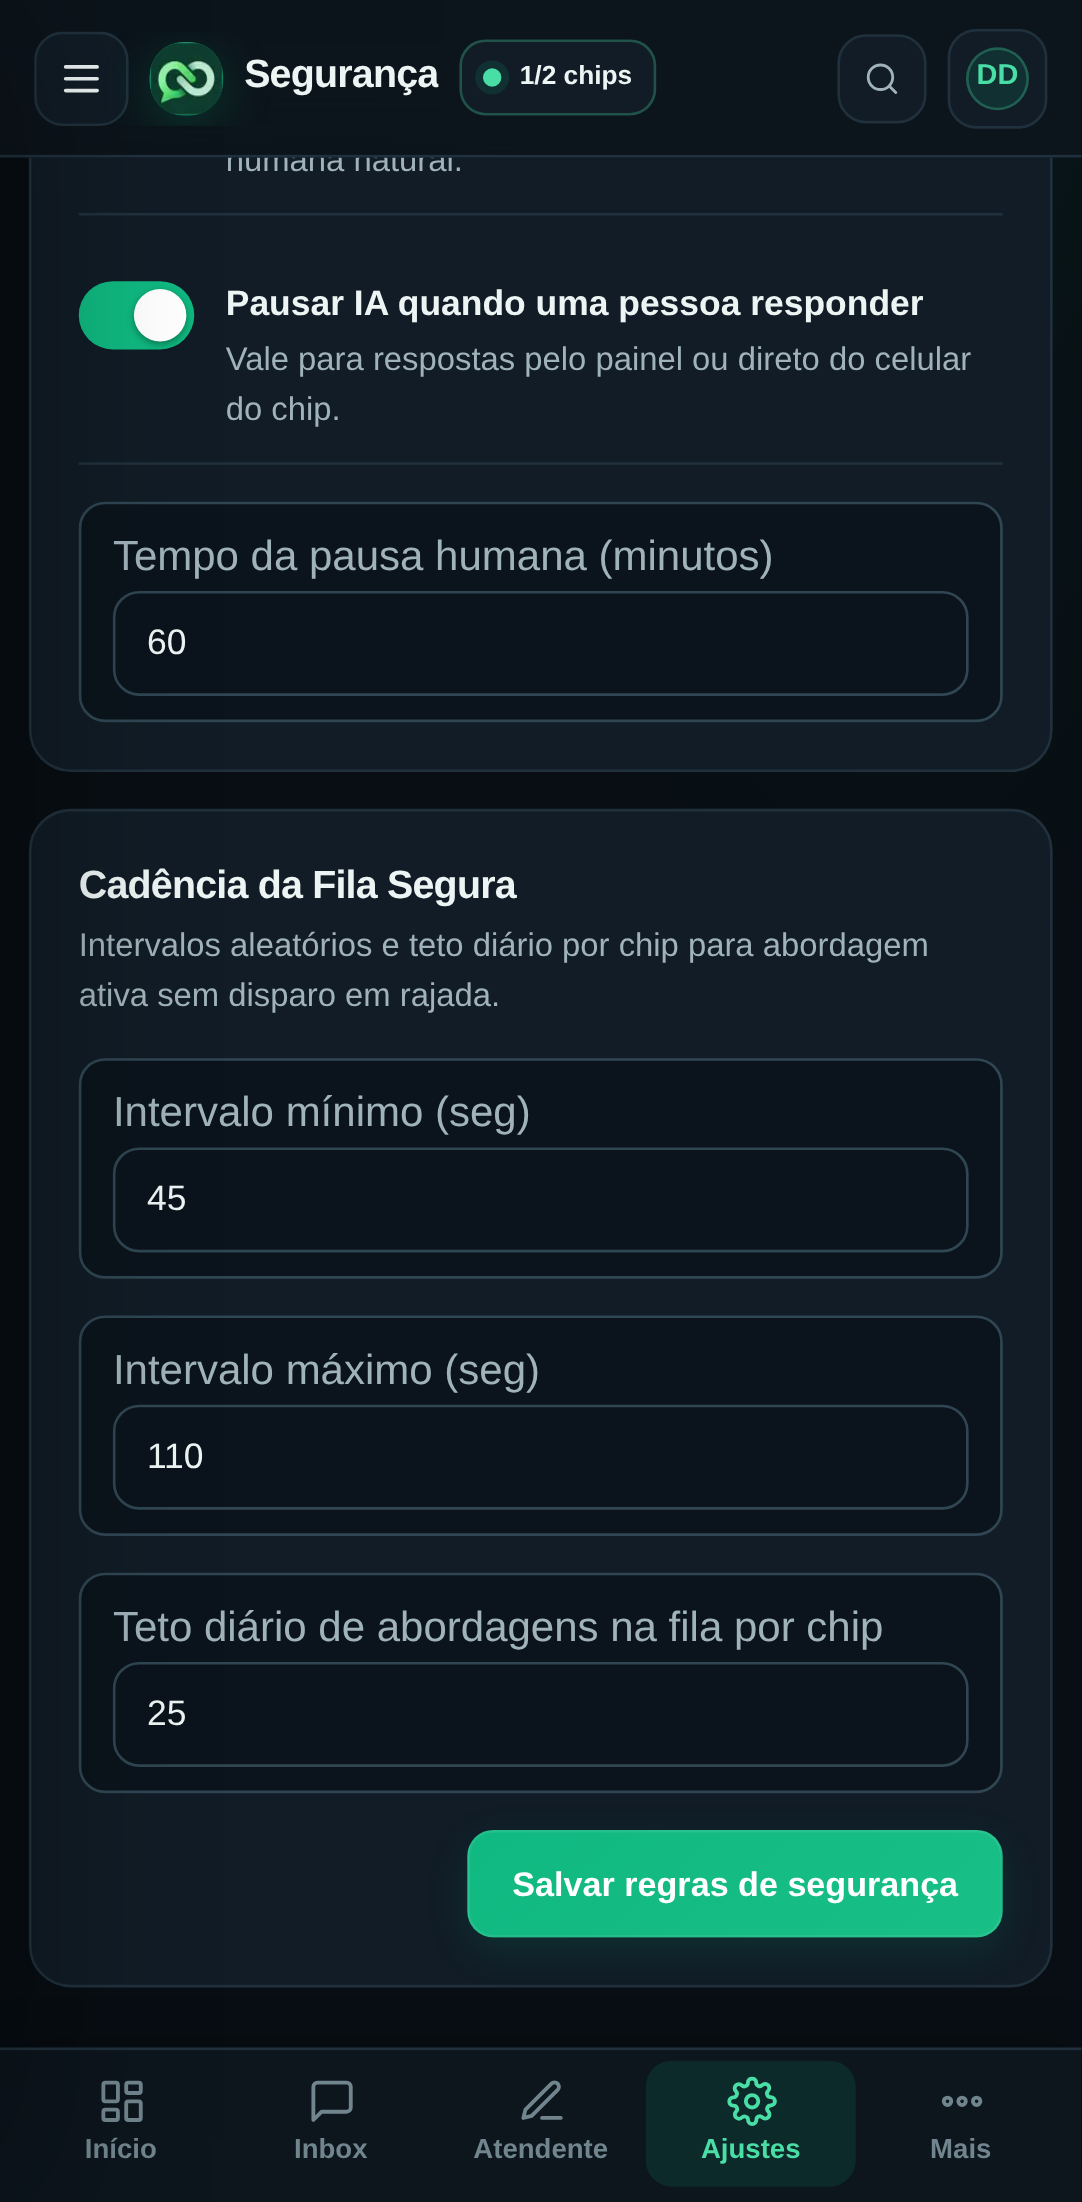 Segurança
1/2 chips
DD
humana natural.
Pausar IA quando uma pessoa responder
Vale para respostas pelo painel ou direto do celular
do chip.
Tempo da pausa humana (minutos)
60
Cadência da Fila Segura
Intervalos aleatórios e teto diário por chip para abordagem
ativa sem disparo em rajada.
Intervalo mínimo (seg)
45
Intervalo máximo (seg)
110
Teto diário de abordagens na fila por chip
25
Salvar regras de segurança
Início
Inbox
Atendente
Ajustes
Mais